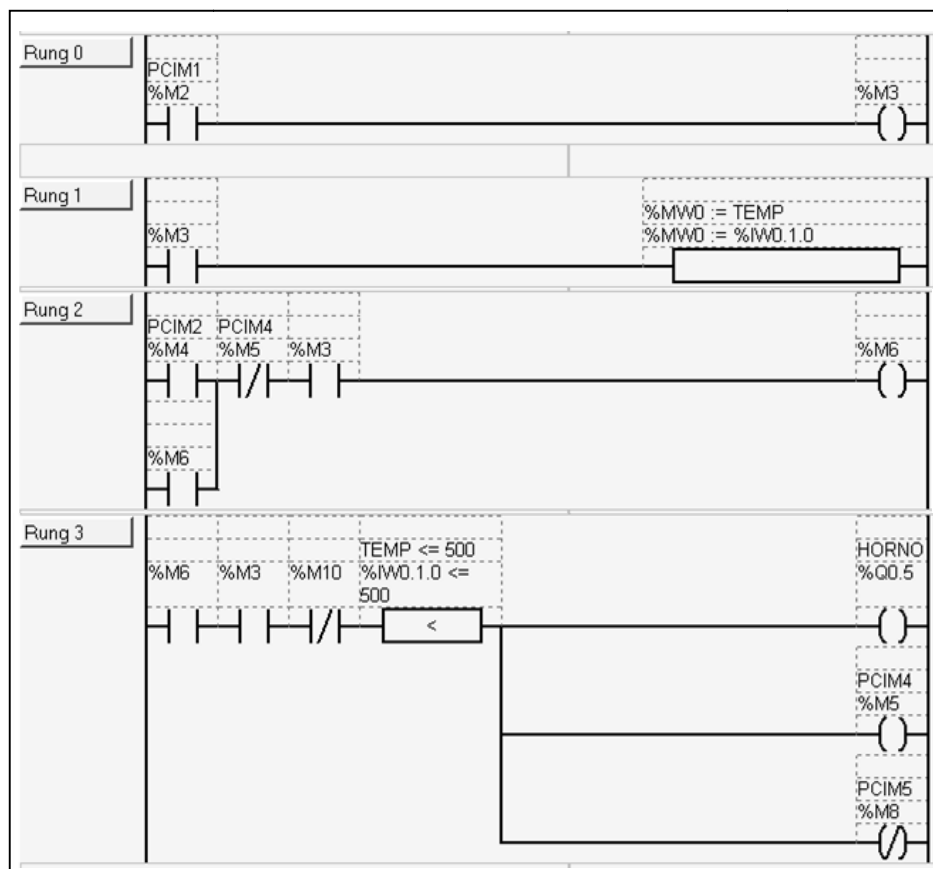 Rung 0
PCIM1
%M2 %M3
Rung 1
%MW0 := TEMP
%M3 %MW0 := %IW0.1.0
Rung 2
PCIM2 PCIM4
%M4 %M5 %M3 %M6
%M6
Rung 3
TEMP <= 500 HORNO
%M6 %M3 %M10 %IW0.1.0 <= %Q0.5
500
<
PCIM4
%M5
PCIM5
%M8